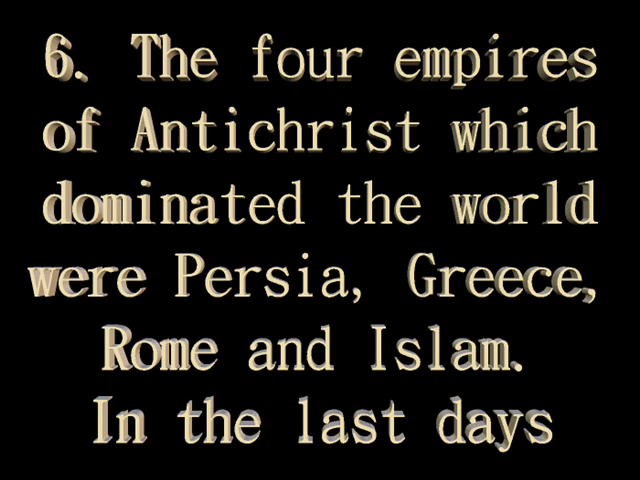 6. The four empires
of Antichrist which
dominated the world
were Persia, Greece,
Rome and Islam.
In the last days